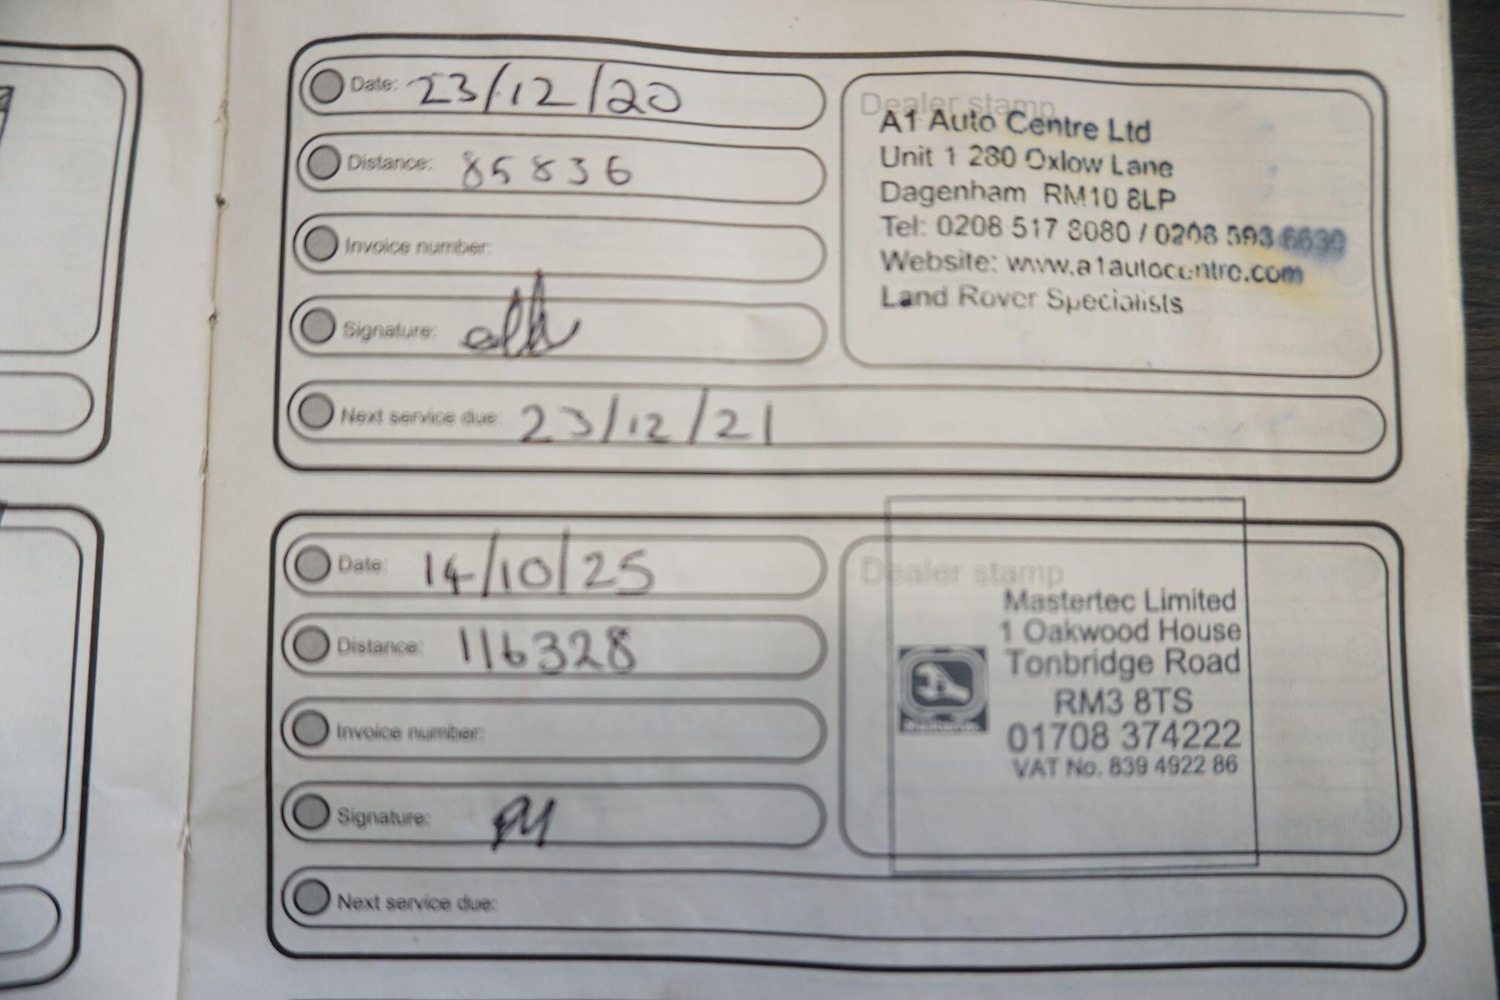 Date: 23/12/20
Distance: 85836
Invoice number:
Signature:
Next service due: 23/12/21
Dealer stamp
A1 Auto Centre Ltd
Unit 1 280 Oxlow Lane
Dagenham RM10 8LP
Tel: 0208 517 8080 / 0208 593 6630
Website: www.a1autocentre.com
Land Rover Specialists
Date: 14/10/25
Distance: 116328
Invoice number:
Signature:
Next service due:
Dealer stamp
Mastertec Limited
1 Oakwood House
Tonbridge Road
RM3 8TS
01708 374222
VAT No. 839 4922 86